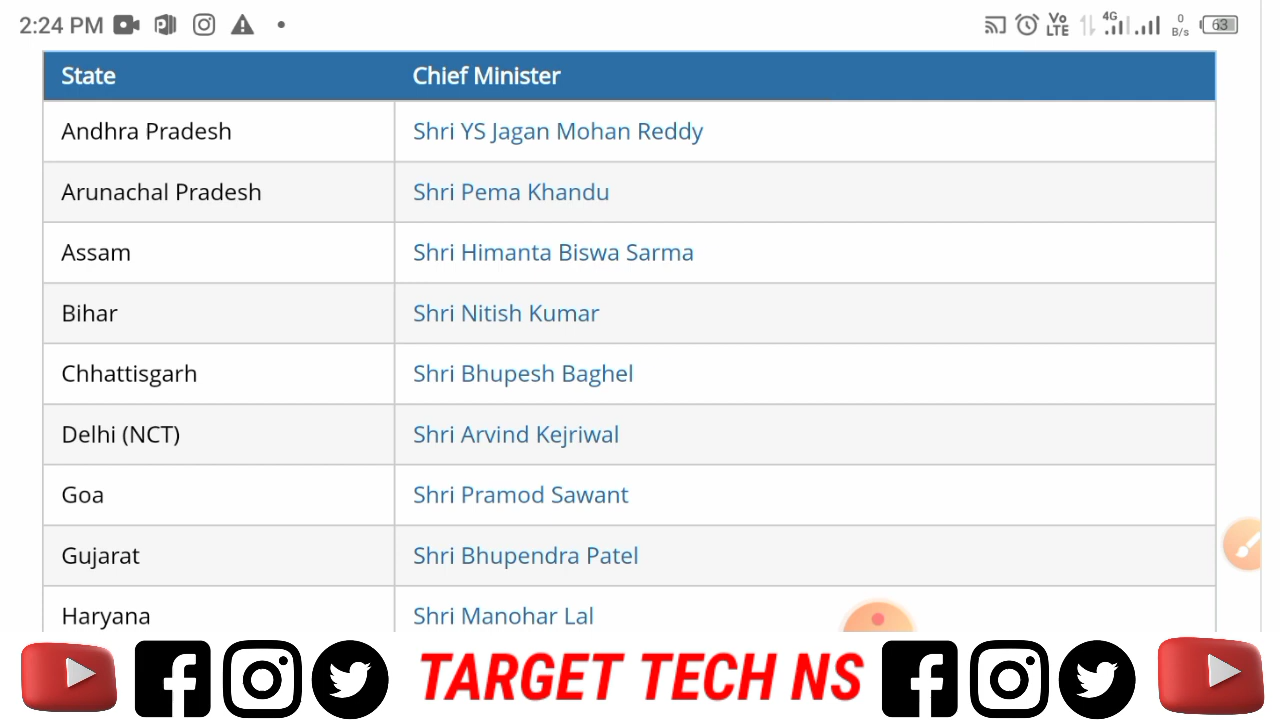 2:24 PM
Vo LTE 4G 0 B/s 63
State Chief Minister
Andhra Pradesh Shri YS Jagan Mohan Reddy
Arunachal Pradesh Shri Pema Khandu
Assam Shri Himanta Biswa Sarma
Bihar Shri Nitish Kumar
Chhattisgarh Shri Bhupesh Baghel
Delhi (NCT) Shri Arvind Kejriwal
Goa Shri Pramod Sawant
Gujarat Shri Bhupendra Patel
Haryana Shri Manohar Lal
TARGET TECH NS